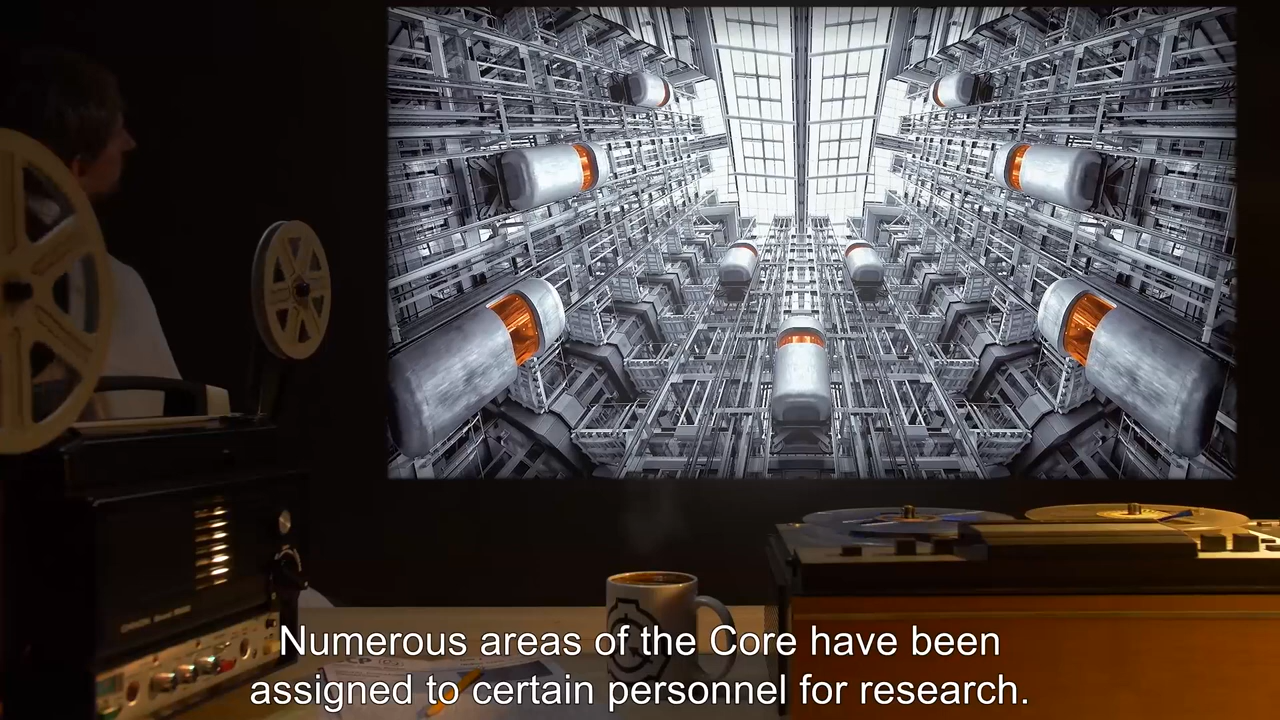 Numerous areas of the Core have been
assigned to certain personnel for research.